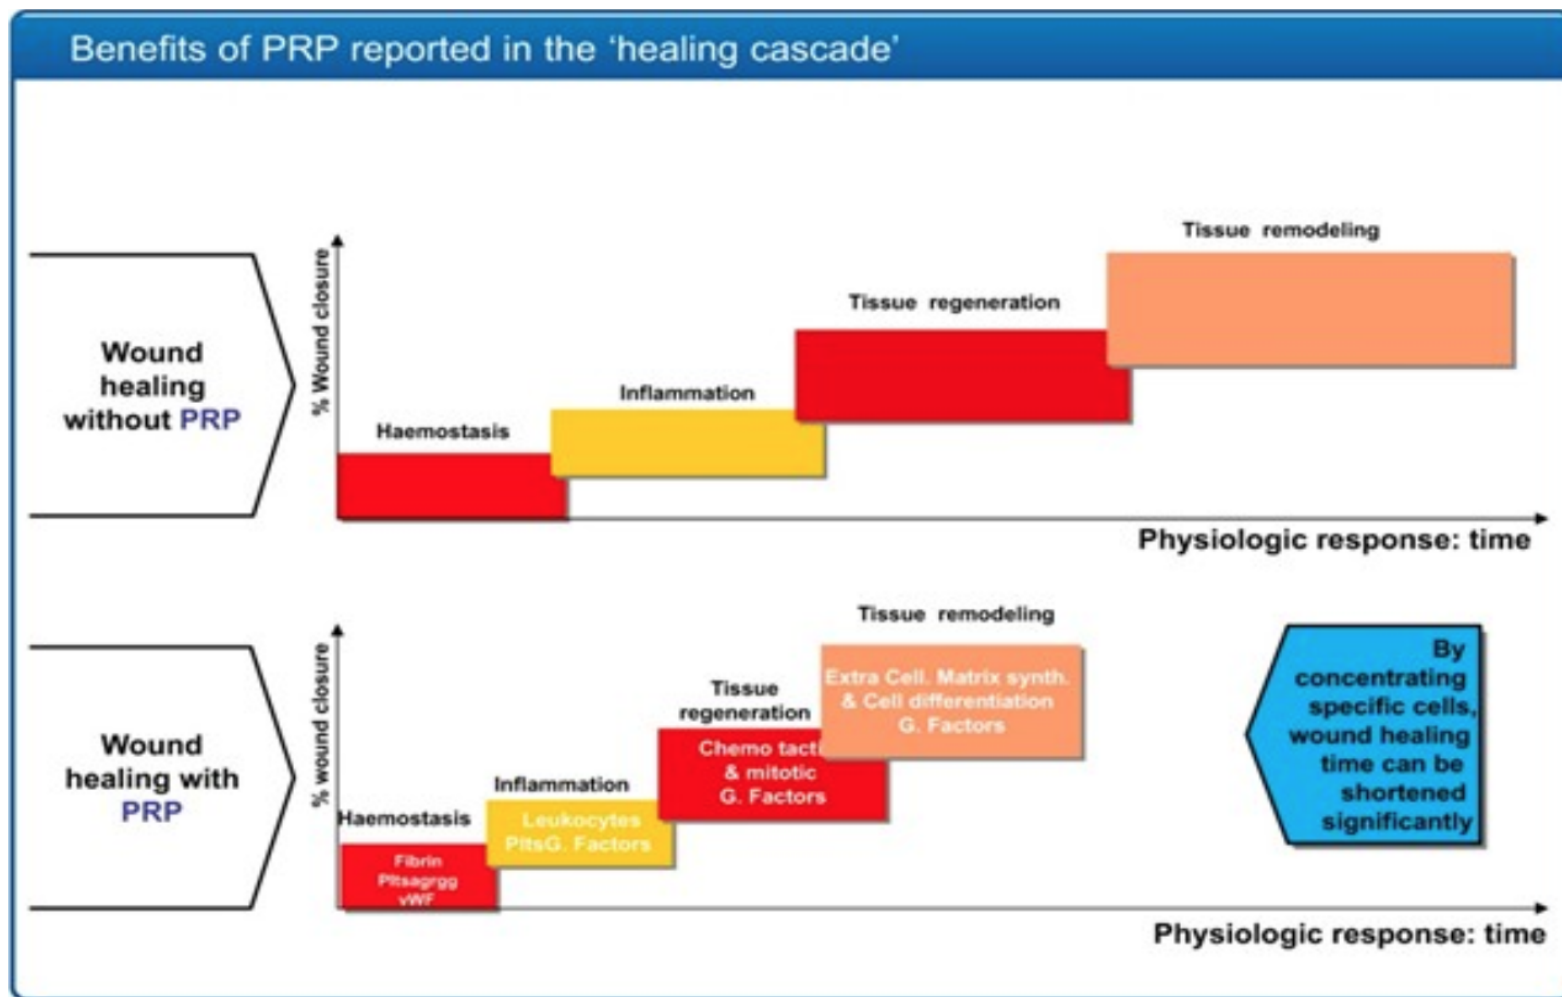 Benefits of PRP reported in the ‘healing cascade’
Wound
healing
without PRP
% Wound closure
Haemostasis
Inflammation
Tissue regeneration
Tissue remodeling
Physiologic response: time
Wound
healing with
PRP
% wound closure
Haemostasis
Fibrin
Pltsagrgg
vWF
Inflammation
Leukocytes
PltsG. Factors
Tissue
regeneration
Chemo tacti
& mitotic
G. Factors
Tissue remodeling
Extra Cell. Matrix synth.
& Cell differentiation
G. Factors
By
concentrating
specific cells,
wound healing
time can be
shortened
significantly
Physiologic response: time